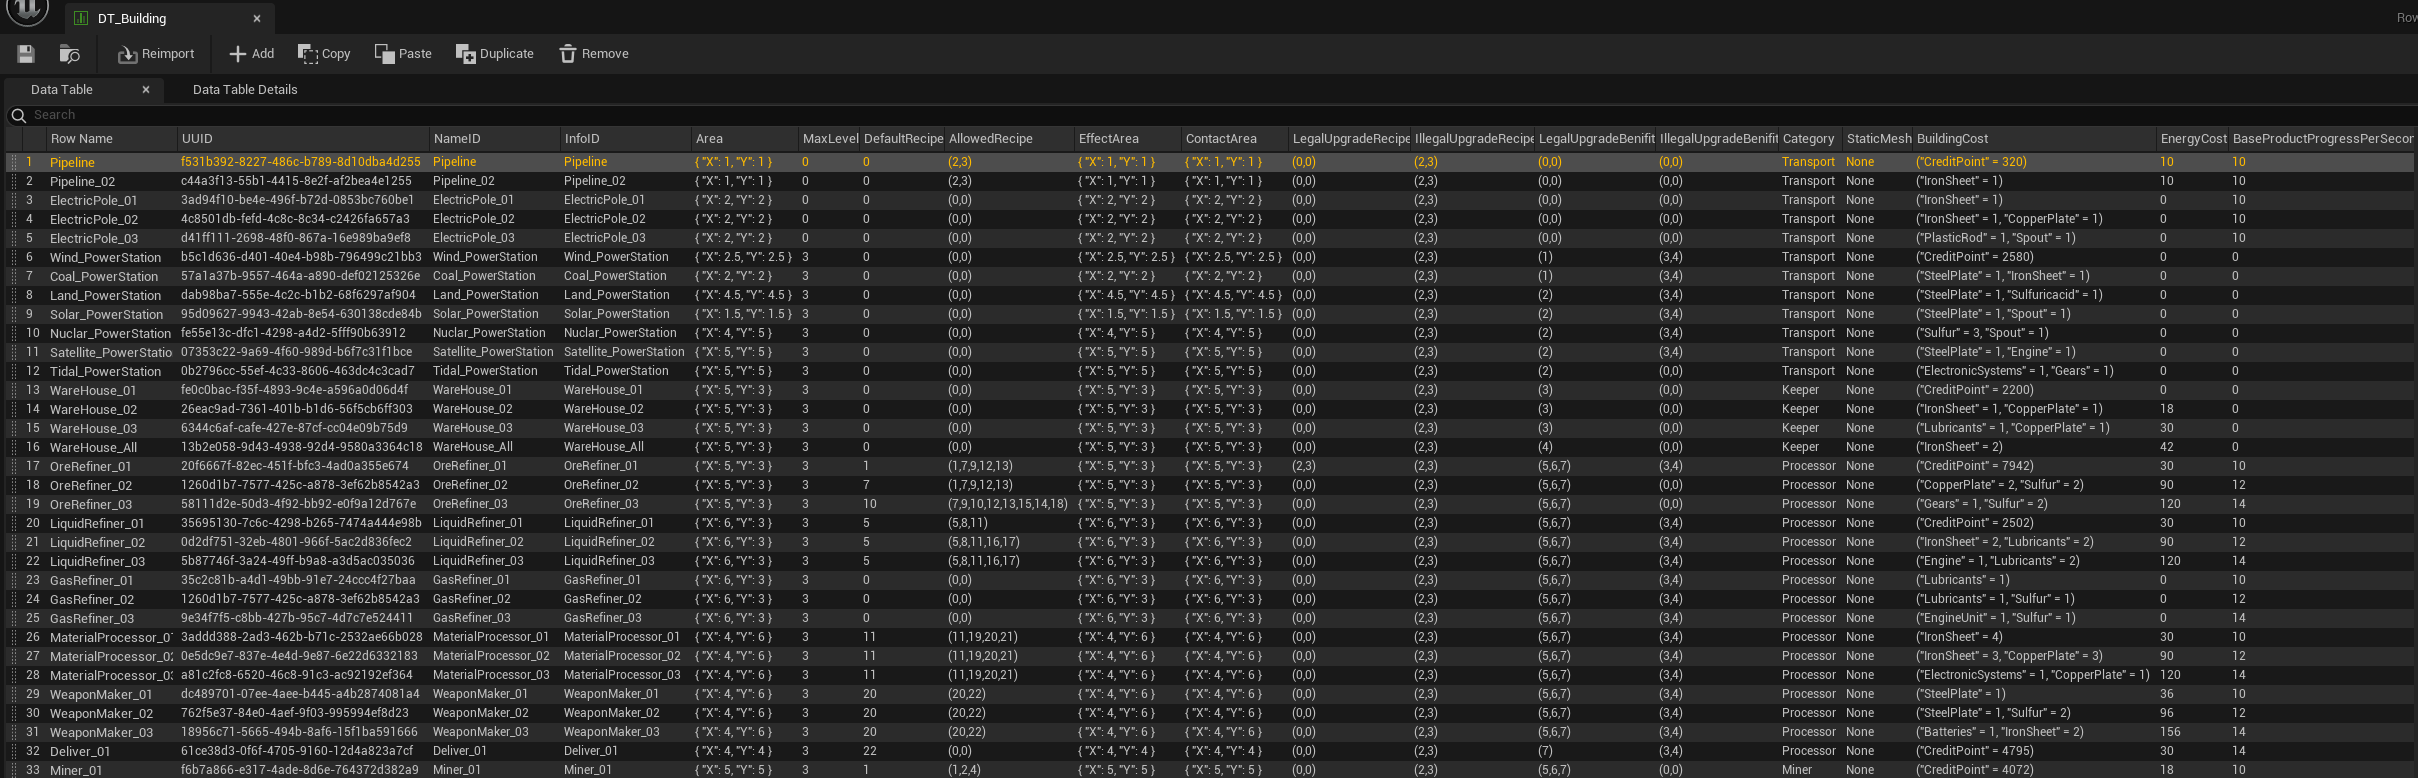 DT_Building
Row
Reimport Add Copy Paste Duplicate Remove
Data Table Data Table Details
Search
Row Name UUID NameID InfoID Area MaxLevel DefaultRecipe AllowedRecipe EffectArea ContactArea LegalUpgradeRecipe IllegalUpgradeRecipe LegalUpgradeBenifit IllegalUpgradeBenifit Category StaticMesh BuildingCost EnergyCost BaseProductProgressPerSecon
1 Pipeline f531b392-8227-486c-b789-8d10dba4d255 Pipeline Pipeline { "X": 1, "Y": 1 } 0 0 (2,3) { "X": 1, "Y": 1 } { "X": 1, "Y": 1 } (0,0) (2,3) (0,0) (0,0) Transport None ("CreditPoint" = 320) 10 10
2 Pipeline_02 c44a3f13-55b1-4415-8e2f-af2bea4e1255 Pipeline_02 Pipeline_02 { "X": 1, "Y": 1 } 0 0 (2,3) { "X": 1, "Y": 1 } { "X": 1, "Y": 1 } (0,0) (2,3) (0,0) (0,0) Transport None ("IronSheet" = 1) 10 10
3 ElectricPole_01 3ad94f10-be4e-496f-b72d-0853bc760be1 ElectricPole_01 ElectricPole_01 { "X": 2, "Y": 2 } 0 0 (0,0) { "X": 2, "Y": 2 } { "X": 2, "Y": 2 } (0,0) (2,3) (0,0) (0,0) Transport None ("IronSheet" = 1) 0 10
4 ElectricPole_02 4c8501db-fefd-4c8c-8c34-c2426fa657a3 ElectricPole_02 ElectricPole_02 { "X": 2, "Y": 2 } 0 0 (0,0) { "X": 2, "Y": 2 } { "X": 2, "Y": 2 } (0,0) (2,3) (0,0) (0,0) Transport None ("IronSheet" = 1, "CopperPlate" = 1) 0 10
5 ElectricPole_03 d41ff111-2698-48f0-867a-16e989ba9ef8 ElectricPole_03 ElectricPole_03 { "X": 2, "Y": 2 } 0 0 (0,0) { "X": 2, "Y": 2 } { "X": 2, "Y": 2 } (0,0) (2,3) (0,0) (0,0) Transport None ("PlasticRod" = 1, "Spout" = 1) 0 10
6 Wind_PowerStation b5c1d636-d401-40e4-b98b-796499c21bb3 Wind_PowerStation Wind_PowerStation { "X": 2.5, "Y": 2.5 } 3 0 (0,0) { "X": 2.5, "Y": 2.5 } { "X": 2.5, "Y": 2.5 } (0,0) (2,3) (1) (3,4) Transport None ("CreditPoint" = 2580) 0 0
7 Coal_PowerStation 57a1a37b-9557-464a-a890-def02125326e Coal_PowerStation Coal_PowerStation { "X": 2, "Y": 2 } 3 0 (0,0) { "X": 2, "Y": 2 } { "X": 2, "Y": 2 } (0,0) (2,3) (1) (3,4) Transport None ("SteelPlate" = 1, "IronSheet" = 1) 0 0
8 Land_PowerStation dab98ba7-555e-4c2c-b1b2-68f6297af904 Land_PowerStation Land_PowerStation { "X": 4.5, "Y": 4.5 } 3 0 (0,0) { "X": 4.5, "Y": 4.5 } { "X": 4.5, "Y": 4.5 } (0,0) (2,3) (2) (3,4) Transport None ("SteelPlate" = 1, "Sulfuricacid" = 1) 0 0
9 Solar_PowerStation 95d09627-9943-42ab-8e54-630138cde84b Solar_PowerStation Solar_PowerStation { "X": 1.5, "Y": 1.5 } 3 0 (0,0) { "X": 1.5, "Y": 1.5 } { "X": 1.5, "Y": 1.5 } (0,0) (2,3) (2) (3,4) Transport None ("SteelPlate" = 1, "Spout" = 1) 0 0
10 Nuclar_PowerStation fe55e13c-dfc1-4298-a4d2-5fff90b63912 Nuclar_PowerStation Nuclar_PowerStation { "X": 4, "Y": 5 } 3 0 (0,0) { "X": 4, "Y": 5 } { "X": 4, "Y": 5 } (0,0) (2,3) (2) (3,4) Transport None ("Sulfur" = 3, "Spout" = 1) 0 0
11 Satellite_PowerStatio 07353c22-9a69-4f60-989d-b6f7c31f1bce Satellite_PowerStation Satellite_PowerStation { "X": 5, "Y": 5 } 3 0 (0,0) { "X": 5, "Y": 5 } { "X": 5, "Y": 5 } (0,0) (2,3) (2) (3,4) Transport None ("SteelPlate" = 1, "Engine" = 1) 0 0
12 Tidal_PowerStation 0b2796cc-55ef-4c33-8606-463dc4c3cad7 Tidal_PowerStation Tidal_PowerStation { "X": 5, "Y": 5 } 3 0 (0,0) { "X": 5, "Y": 5 } { "X": 5, "Y": 5 } (0,0) (2,3) (2) (3,4) Transport None ("ElectronicSystems" = 1, "Gears" = 1) 0 0
13 WareHouse_01 fe0c0bac-f35f-4893-9c4e-a596a0d06d4f WareHouse_01 WareHouse_01 { "X": 5, "Y": 3 } 3 0 (0,0) { "X": 5, "Y": 3 } { "X": 5, "Y": 3 } (0,0) (2,3) (3) (0,0) Keeper None ("CreditPoint" = 2200) 0 0
14 WareHouse_02 26eac9ad-7361-401b-b1d6-56f5cb6ff303 WareHouse_02 WareHouse_02 { "X": 5, "Y": 3 } 3 0 (0,0) { "X": 5, "Y": 3 } { "X": 5, "Y": 3 } (0,0) (2,3) (3) (0,0) Keeper None ("IronSheet" = 1, "CopperPlate" = 1) 18 0
15 WareHouse_03 6344c6af-cafe-427e-87cf-cc04e09b75d9 WareHouse_03 WareHouse_03 { "X": 5, "Y": 3 } 3 0 (0,0) { "X": 5, "Y": 3 } { "X": 5, "Y": 3 } (0,0) (2,3) (3) (0,0) Keeper None ("Lubricants" = 1, "CopperPlate" = 1) 30 0
16 WareHouse_All 13b2e058-9d43-4938-92d4-9580a3364c18 WareHouse_All WareHouse_All { "X": 5, "Y": 3 } 3 0 (0,0) { "X": 5, "Y": 3 } { "X": 5, "Y": 3 } (0,0) (2,3) (4) (0,0) Keeper None ("IronSheet" = 2) 42 0
17 OreRefiner_01 20f6667f-82ec-451f-bfc3-4ad0a355e674 OreRefiner_01 OreRefiner_01 { "X": 5, "Y": 3 } 3 1 (1,7,9,12,13) { "X": 5, "Y": 3 } { "X": 5, "Y": 3 } (2,3) (2,3) (5,6,7) (3,4) Processor None ("CreditPoint" = 7942) 30 10
18 OreRefiner_02 1260d1b7-7577-425c-a878-3ef62b8542a3 OreRefiner_02 OreRefiner_02 { "X": 5, "Y": 3 } 3 7 (1,7,9,12,13) { "X": 5, "Y": 3 } { "X": 5, "Y": 3 } (0,0) (2,3) (5,6,7) (0,0) Processor None ("CopperPlate" = 2, "Sulfur" = 2) 90 12
19 OreRefiner_03 58111d2e-50d3-4f92-bb92-e0f9a12d767e OreRefiner_03 OreRefiner_03 { "X": 5, "Y": 3 } 3 10 (7,9,10,12,13,15,14,18) { "X": 5, "Y": 3 } { "X": 5, "Y": 3 } (0,0) (2,3) (5,6,7) (0,0) Processor None ("Gears" = 1, "Sulfur" = 2) 120 14
20 LiquidRefiner_01 35695130-7c6c-4298-b265-7474a444e98b LiquidRefiner_01 LiquidRefiner_01 { "X": 6, "Y": 3 } 3 5 (5,8,11) { "X": 6, "Y": 3 } { "X": 6, "Y": 3 } (0,0) (2,3) (5,6,7) (3,4) Processor None ("CreditPoint" = 2502) 30 10
21 LiquidRefiner_02 0d2df751-32eb-4801-966f-5ac2d836fec2 LiquidRefiner_02 LiquidRefiner_02 { "X": 6, "Y": 3 } 3 5 (5,8,11,16,17) { "X": 6, "Y": 3 } { "X": 6, "Y": 3 } (0,0) (2,3) (5,6,7) (3,4) Processor None ("IronSheet" = 2, "Lubricants" = 2) 90 12
22 LiquidRefiner_03 5b87746f-3a24-49ff-b9a8-a3d5ac035036 LiquidRefiner_03 LiquidRefiner_03 { "X": 6, "Y": 3 } 3 5 (5,8,11,16,17) { "X": 6, "Y": 3 } { "X": 6, "Y": 3 } (0,0) (2,3) (5,6,7) (3,4) Processor None ("Engine" = 1, "Lubricants" = 2) 120 14
23 GasRefiner_01 35c2c81b-a4d1-49bb-91e7-24ccc4f27baa GasRefiner_01 GasRefiner_01 { "X": 6, "Y": 3 } 3 0 (0,0) { "X": 6, "Y": 3 } { "X": 6, "Y": 3 } (0,0) (2,3) (5,6,7) (3,4) Processor None ("Lubricants" = 1) 0 10
24 GasRefiner_02 1260d1b7-7577-425c-a878-3ef62b8542a3 GasRefiner_02 GasRefiner_02 { "X": 6, "Y": 3 } 3 0 (0,0) { "X": 6, "Y": 3 } { "X": 6, "Y": 3 } (0,0) (2,3) (5,6,7) (3,4) Processor None ("Lubricants" = 1, "Sulfur" = 1) 0 12
25 GasRefiner_03 9e34f7f5-c8bb-427b-95c7-4d7c7e524411 GasRefiner_03 GasRefiner_03 { "X": 6, "Y": 3 } 3 0 (0,0) { "X": 6, "Y": 3 } { "X": 6, "Y": 3 } (0,0) (2,3) (5,6,7) (3,4) Processor None ("EngineUnit" = 1, "Sulfur" = 1) 0 14
26 MaterialProcessor_01 3addd388-2ad3-462b-b71c-2532ae66b028 MaterialProcessor_01 MaterialProcessor_01 { "X": 4, "Y": 6 } 3 11 (11,19,20,21) { "X": 4, "Y": 6 } { "X": 4, "Y": 6 } (0,0) (2,3) (5,6,7) (3,4) Processor None ("IronSheet" = 4) 30 10
27 MaterialProcessor_02 0e5dc9e7-837e-4e4d-9e87-6e22d6332183 MaterialProcessor_02 MaterialProcessor_02 { "X": 4, "Y": 6 } 3 11 (11,19,20,21) { "X": 4, "Y": 6 } { "X": 4, "Y": 6 } (0,0) (2,3) (5,6,7) (3,4) Processor None ("IronSheet" = 3, "CopperPlate" = 3) 90 12
28 MaterialProcessor_03 a81c2fc8-6520-46c8-91c3-ac92192ef364 MaterialProcessor_03 MaterialProcessor_03 { "X": 4, "Y": 6 } 3 11 (11,19,20,21) { "X": 4, "Y": 6 } { "X": 4, "Y": 6 } (0,0) (2,3) (5,6,7) (3,4) Processor None ("ElectronicSystems" = 1, "CopperPlate" = 1) 120 14
29 WeaponMaker_01 dc489701-07ee-4aee-b445-a4b2874081a4 WeaponMaker_01 WeaponMaker_01 { "X": 4, "Y": 6 } 3 20 (20,22) { "X": 4, "Y": 6 } { "X": 4, "Y": 6 } (0,0) (2,3) (5,6,7) (3,4) Processor None ("SteelPlate" = 1) 36 10
30 WeaponMaker_02 762f5e37-84e0-4aef-9f03-995994ef8d23 WeaponMaker_02 WeaponMaker_02 { "X": 4, "Y": 6 } 3 20 (20,22) { "X": 4, "Y": 6 } { "X": 4, "Y": 6 } (0,0) (2,3) (5,6,7) (3,4) Processor None ("SteelPlate" = 1, "Sulfur" = 2) 96 12
31 WeaponMaker_03 18956c71-5665-494b-8af6-15f1ba591666 WeaponMaker_03 WeaponMaker_03 { "X": 4, "Y": 6 } 3 20 (20,22) { "X": 4, "Y": 6 } { "X": 4, "Y": 6 } (0,0) (2,3) (5,6,7) (3,4) Processor None ("Batteries" = 1, "IronSheet" = 2) 156 14
32 Deliver_01 61ce38d3-0f6f-4705-9160-12d4a823a7cf Deliver_01 Deliver_01 { "X": 4, "Y": 4 } 3 22 (0,0) { "X": 4, "Y": 4 } { "X": 4, "Y": 4 } (0,0) (2,3) (7) (3,4) Processor None ("CreditPoint" = 4795) 30 14
33 Miner_01 f6b7a866-e317-4ade-8d6e-764372d382a9 Miner_01 Miner_01 { "X": 5, "Y": 5 } 3 1 (1,2,4) { "X": 5, "Y": 5 } { "X": 5, "Y": 5 } (0,0) (2,3) (5,6,7) (0,0) Miner None ("CreditPoint" = 4072) 18 10